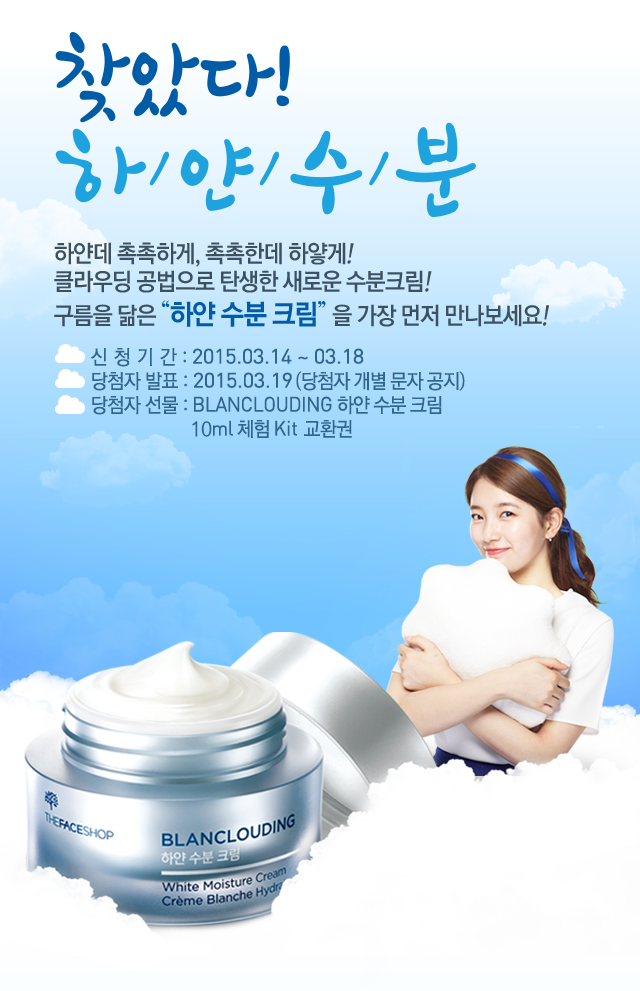 찾았다!
하/얀/수/분
하얀데 촉촉하게, 촉촉한데 하얗게!
클라우딩 공법으로 탄생한 새로운 수분크림!
구름을 닮은 “하얀 수분 크림” 을 가장 먼저 만나보세요!
신 청 기 간 : 2015.03.14 ~ 03.18
당첨자 발표 : 2015.03.19 (당첨자 개별 문자 공지)
당첨자 선물 : BLANCLOUDING 하얀 수분 크림
10ml 체험 Kit 교환권
THEFACESHOP
BLANCLOUDING
하얀 수분 크림
White Moisture Cream
Crème Blanche Hydra